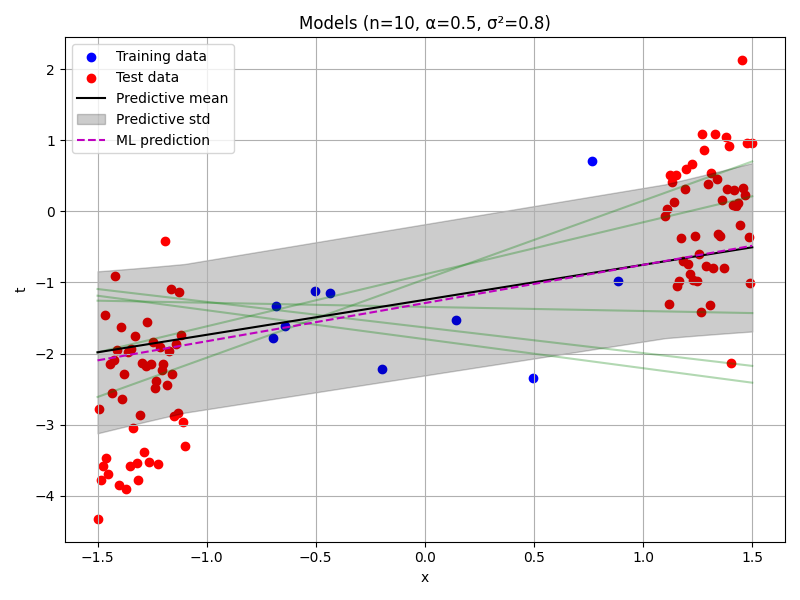 Models (n=10, α=0.5, σ²=0.8)
Training data
Test data
Predictive mean
Predictive std
ML prediction
t
2
1
0
−1
−2
−3
−4
−1.5 −1.0 −0.5 0.0 0.5 1.0 1.5
x